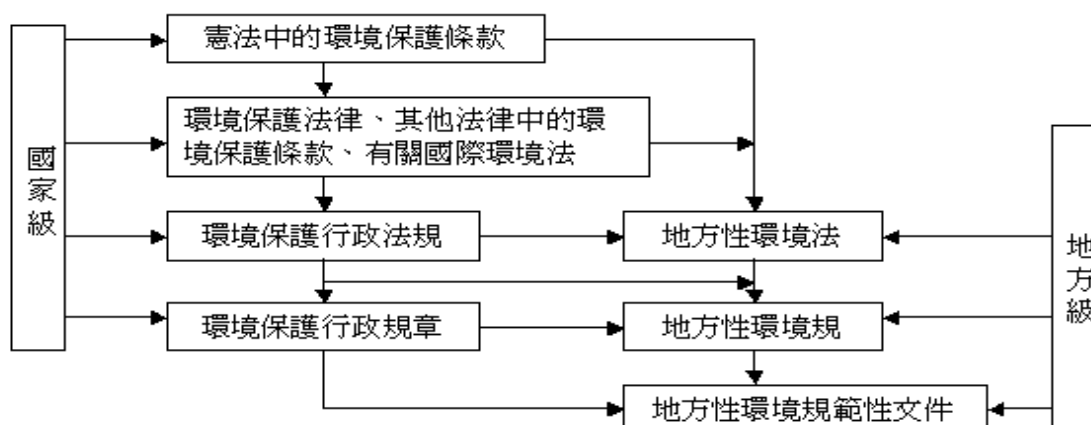 憲法中的環境保護條款
環境保護法律、其他法律中的環
境保護條款、有關國際環境法
國家級
環境保護行政法規
地方性環境法
環境保護行政規章
地方性環境規
地方性環境規範性文件
地方級